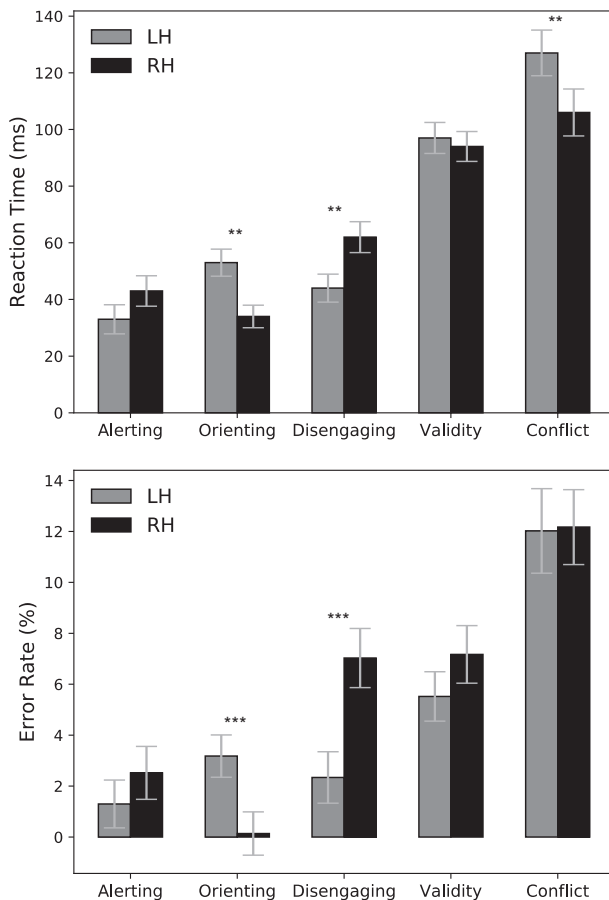 140
120
100
80
60
40
20
0
Reaction Time (ms)
LH
RH
**
**
**
Alerting Orienting Disengaging Validity Conflict
14
12
10
8
6
4
2
0
Error Rate (%)
LH
RH
***
***
Alerting Orienting Disengaging Validity Conflict